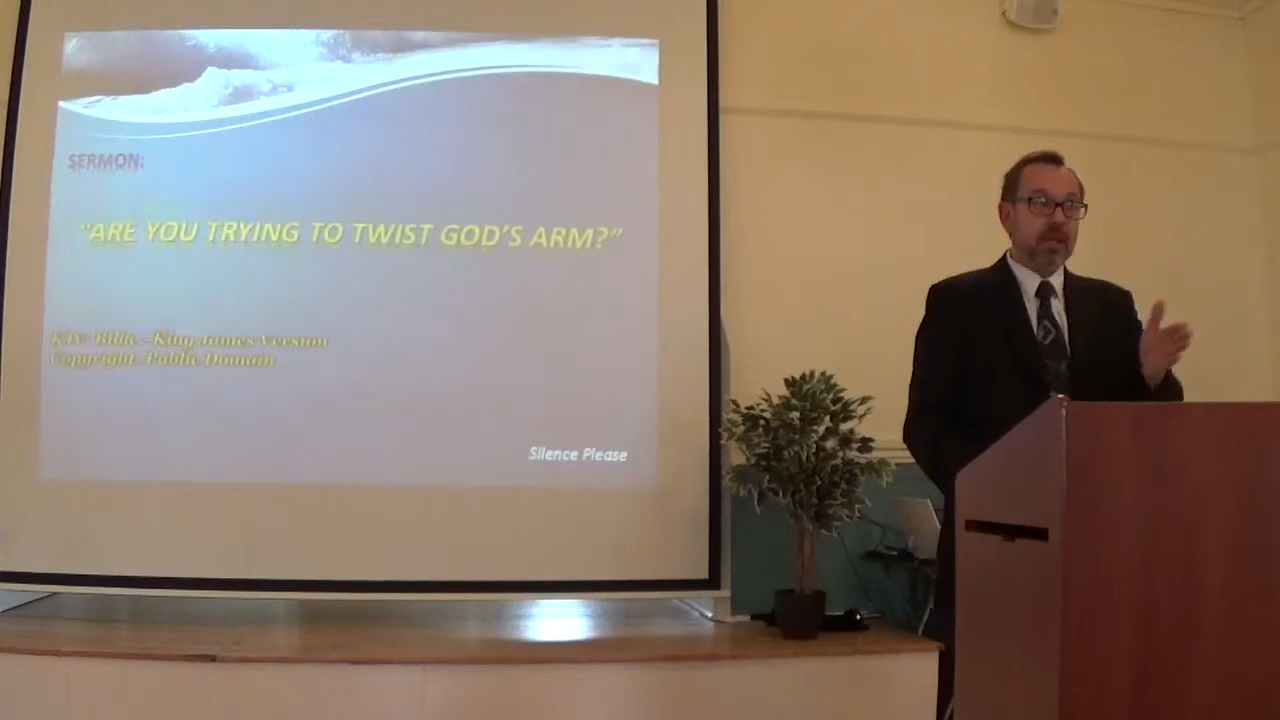 SERMON:
"ARE YOU TRYING TO TWIST GOD'S ARM?"
KJV Bible - King James Version
Copyright: Public Domain
Silence Please